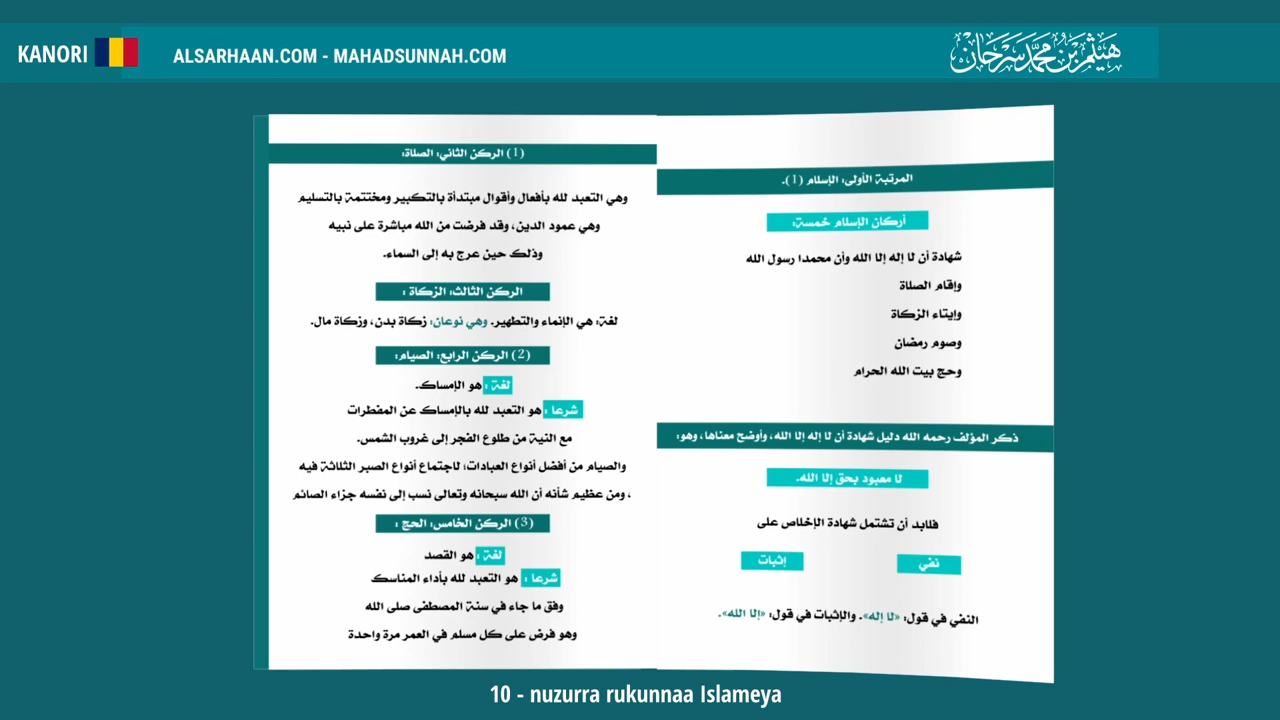 KANORI
ALSARHAAN.COM - MAHADSUNNAH.COM
هيثم بن محمد سرحان
المرتبة الأولى: الإسلام (1).
أركان الإسلام خمسة:
شهادة أن لا إله إلا الله وأن محمدا رسول الله
وإقام الصلاة
وإيتاء الزكاة
وصوم رمضان
وحج بيت الله الحرام
ذكر المؤلف رحمه الله دليل شهادة أن لا إله إلا الله، وأوضح معناها، وهو:
لا معبود بحق إلا الله.
فلابد أن تشتمل شهادة الإخلاص على
نفي
إثبات
النفي في قول: «لا إله». والإثبات في قول: «إلا الله».
(1) الركن الثاني: الصلاة:
وهي التعبد لله بأفعال وأقوال مبتدأة بالتكبير ومختتمة بالتسليم
وهي عمود الدين، وقد فرضت من الله مباشرة على نبيه
وذلك حين عرج به إلى السماء.
الركن الثالث: الزكاة :
لغة: هي الإنماء والتطهير. وهي نوعان: زكاة بدن، وزكاة مال.
(2) الركن الرابع: الصيام:
لغة : هو الإمساك.
شرعا : هو التعبد لله بالإمساك عن المفطرات
مع النية من طلوع الفجر إلى غروب الشمس.
والصيام من أفضل أنواع العبادات؛ لاجتماع أنواع الصبر الثلاثة فيه
، ومن عظيم شأنه أن الله سبحانه وتعالى نسب إلى نفسه جزاء الصائم
(3) الركن الخامس: الحج :
لغة : هو القصد
شرعا : هو التعبد لله بأداء المناسك
وفق ما جاء في سنة المصطفى صلى الله
وهو فرض على كل مسلم في العمر مرة واحدة
10 - nuzurra rukunnaa Islameya